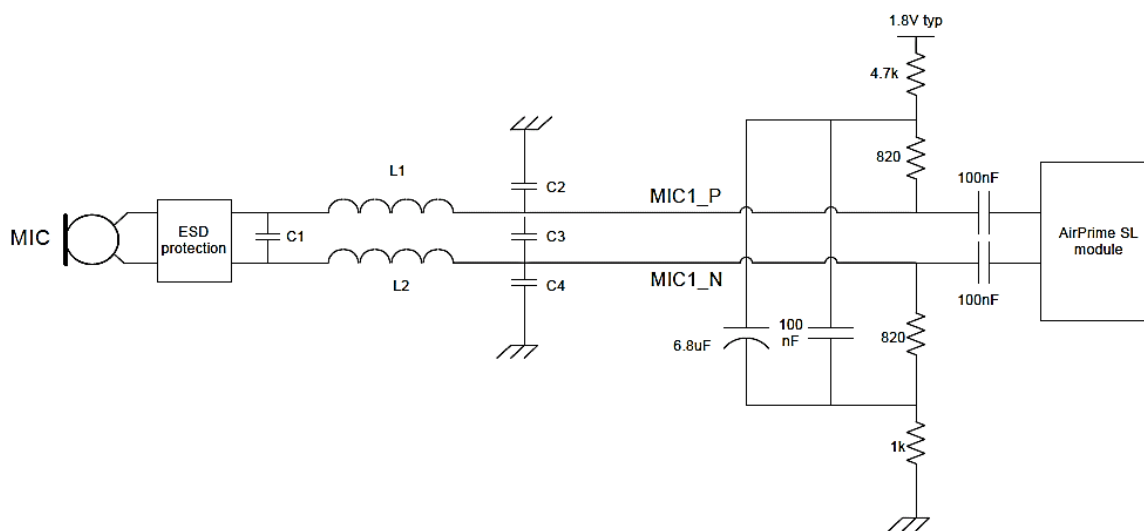 1.8V typ
4.7k
820
L1
C2
100nF
MIC1_P
MIC
ESD
protection
C1
C3
AirPrime SL
module
L2
C4
MIC1_N
100nF
6.8uF
100
nF
820
1k